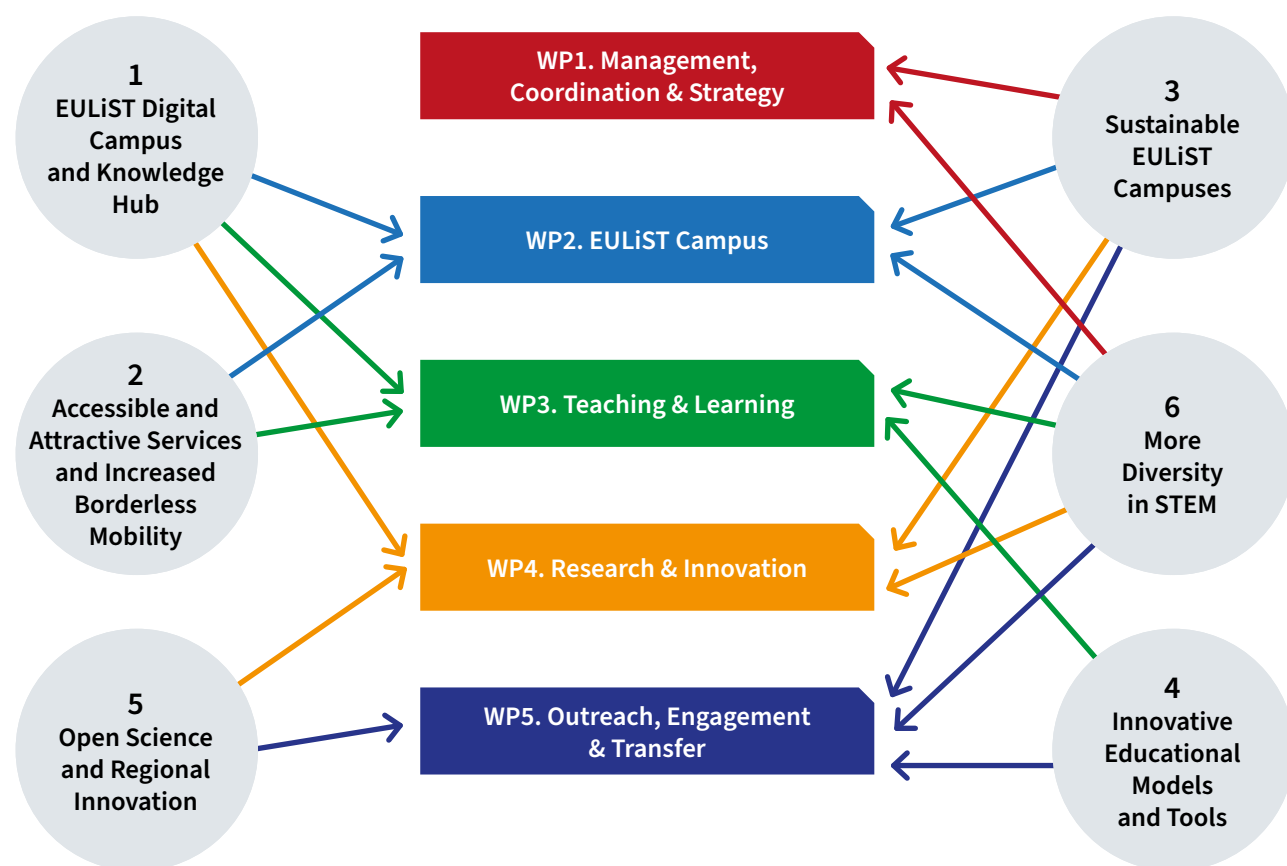 1
EULiST Digital
Campus
and Knowledge
Hub
2
Accessible and
Attractive Services
and Increased
Borderless
Mobility
5
Open Science
and Regional
Innovation
WP1. Management,
Coordination & Strategy
WP2. EULiST Campus
WP3. Teaching & Learning
WP4. Research & Innovation
WP5. Outreach, Engagement
& Transfer
3
Sustainable
EULiST
Campuses
6
More
Diversity
in STEM
4
Innovative
Educational
Models
and Tools